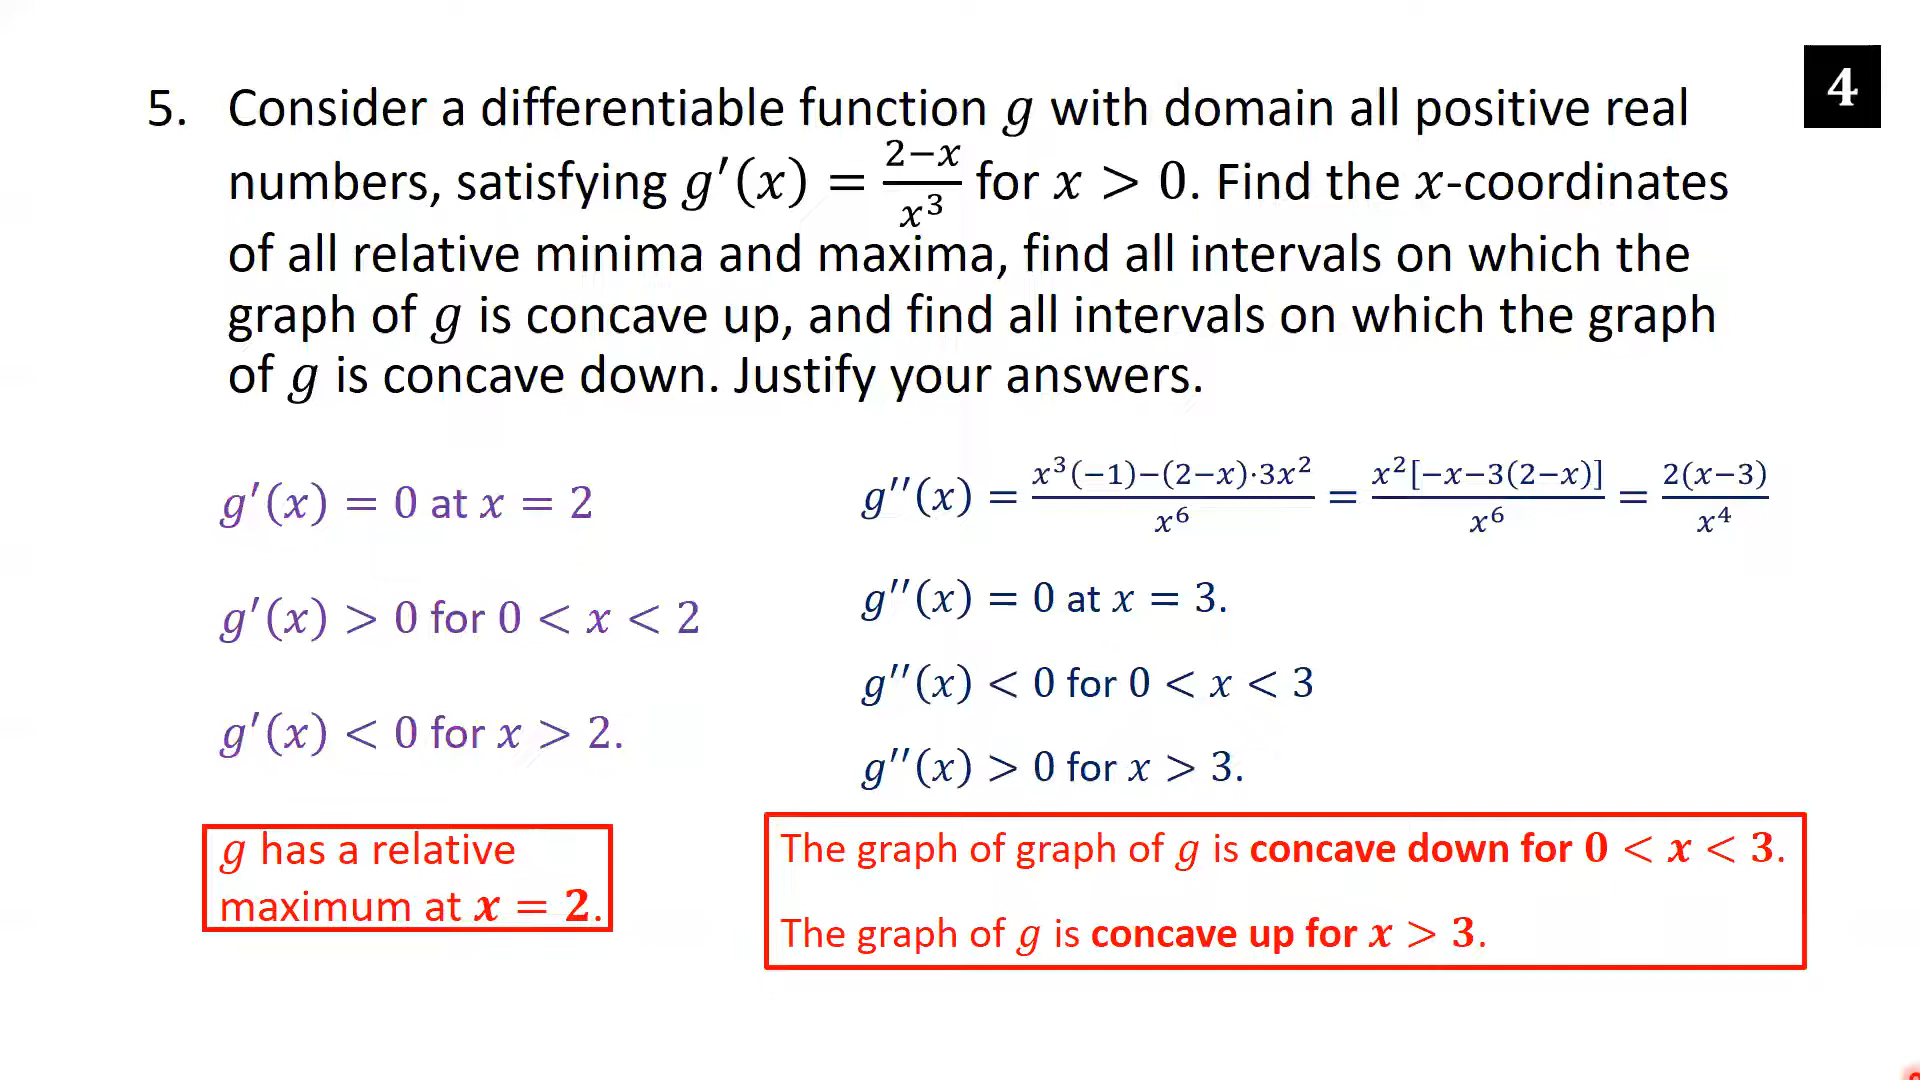 4
5. Consider a differentiable function g with domain all positive real
numbers, satisfying g′(x) = (2−x)/x³ for x > 0. Find the x-coordinates
of all relative minima and maxima, find all intervals on which the
graph of g is concave up, and find all intervals on which the graph
of g is concave down. Justify your answers.
g′(x) = 0 at x = 2
g′(x) > 0 for 0 < x < 2
g′(x) < 0 for x > 2.
g has a relative
maximum at x = 2.
g′′(x) = (x³(−1)−(2−x)·3x²)/x⁶ = (x²[−x−3(2−x)])/x⁶ = (2(x−3))/x⁴
g′′(x) = 0 at x = 3.
g′′(x) < 0 for 0 < x < 3
g′′(x) > 0 for x > 3.
The graph of graph of g is concave down for 0 < x < 3.
The graph of g is concave up for x > 3.